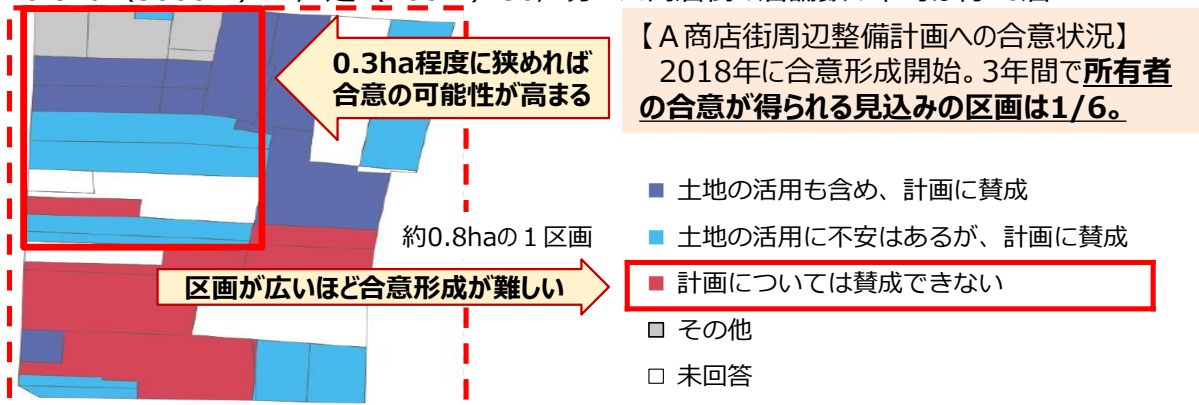 0.3ha程度に狭めれば
合意の可能性が高まる
【A商店街周辺整備計画への合意状況】
2018年に合意形成開始。3年間で所有者
の合意が得られる見込みの区画は1/6。
■ 土地の活用も含め、計画に賛成
約0.8haの１区画
■ 土地の活用に不安はあるが、計画に賛成
区画が広いほど合意形成が難しい
■ 計画については賛成できない
□ その他
□ 未回答